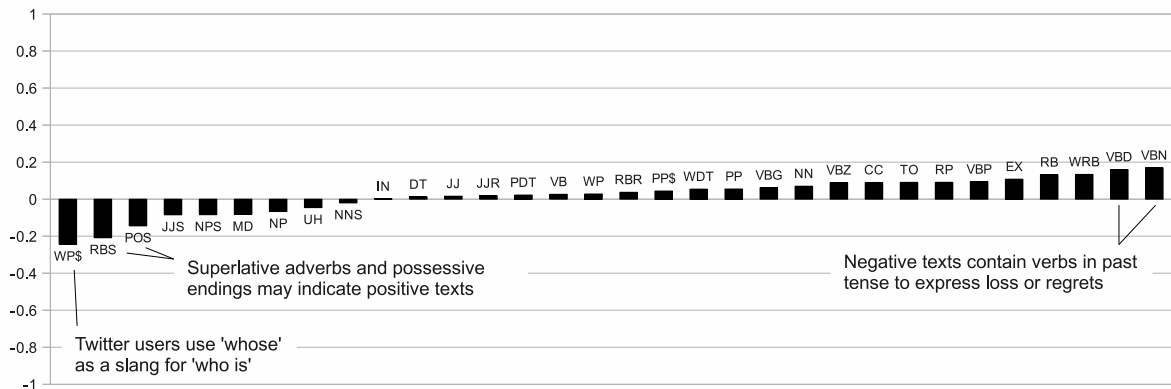 1
0.8
0.6
0.4
0.2
0
-0.2
-0.4
-0.6
-0.8
-1
WP$
RBS
POS
JJS
NPS
MD
NP
UH
NNS
IN
DT
JJ
JJR
PDT
VB
WP
RBR
PP$
WDT
PP
VBG
NN
VBZ
CC
TO
RP
VBP
EX
RB
WRB
VBD
VBN
Superlative adverbs and possessive
endings may indicate positive texts
Twitter users use 'whose'
as a slang for 'who is'
Negative texts contain verbs in past
tense to express loss or regrets